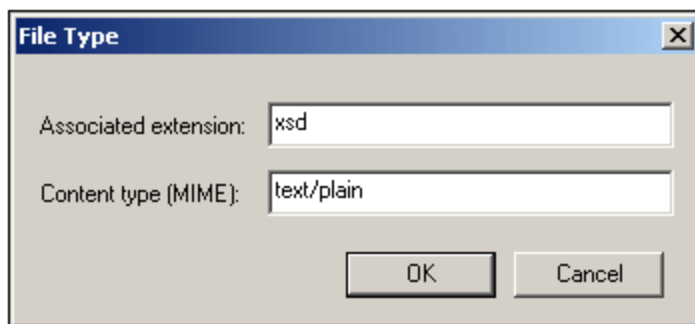 File Type
Associated extension: xsd
Content type (MIME): text/plain
OK Cancel